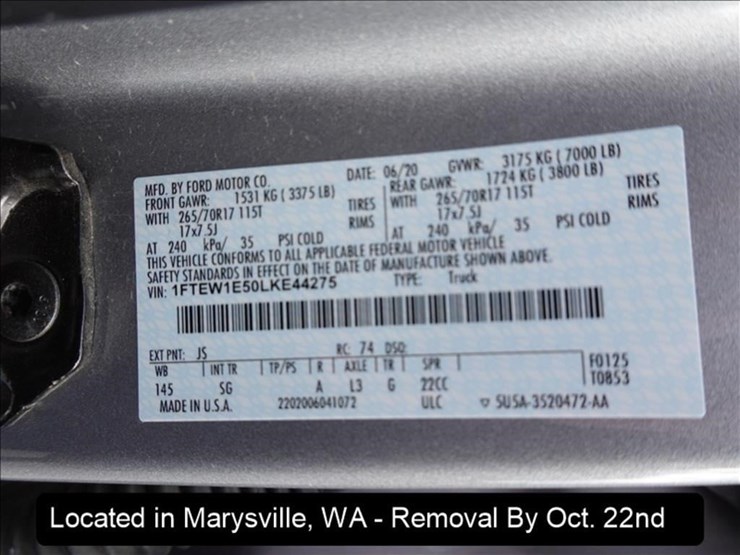 MFD. BY FORD MOTOR CO. DATE: 06/20 GVWR: 3175 KG ( 7000 LB)
FRONT GAWR: 1531 KG ( 3375 LB) REAR GAWR: 1724 KG ( 3800 LB)
WITH 265/70R17 115T TIRES WITH 265/70R17 115T TIRES
17x7.5J RIMS 17x7.5J RIMS
AT 240 kPa/ 35 PSI COLD AT 240 kPa/ 35 PSI COLD
THIS VEHICLE CONFORMS TO ALL APPLICABLE FEDERAL MOTOR VEHICLE
SAFETY STANDARDS IN EFFECT ON THE DATE OF MANUFACTURE SHOWN ABOVE.
VIN: 1FTEW1E50LKE44275 TYPE: Truck
EXT PNT: JS RC: 74 DSO:
WB INT TR TP/PS R AXLE TR SPR F0125
145 SG A L3 G 22CC T0853
MADE IN U.S.A. 2202006041072 ULC SU5A-3520472-AA
Located in Marysville, WA - Removal By Oct. 22nd